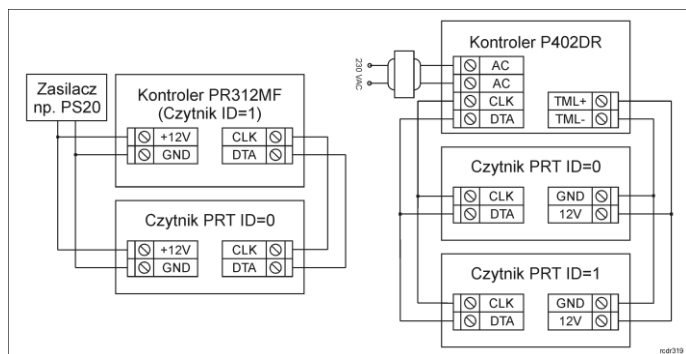 Zasilacz
np. PS20
Kontroler PR312MF
(Czytnik ID=1)
+12V
GND
CLK
DTA
Czytnik PRT ID=0
+12V
GND
CLK
DTA
230 VAC
Kontroler P402DR
AC
AC
CLK
DTA
TML+
TML-
Czytnik PRT ID=0
CLK
DTA
GND
12V
Czytnik PRT ID=1
CLK
DTA
GND
12V
rcdr319